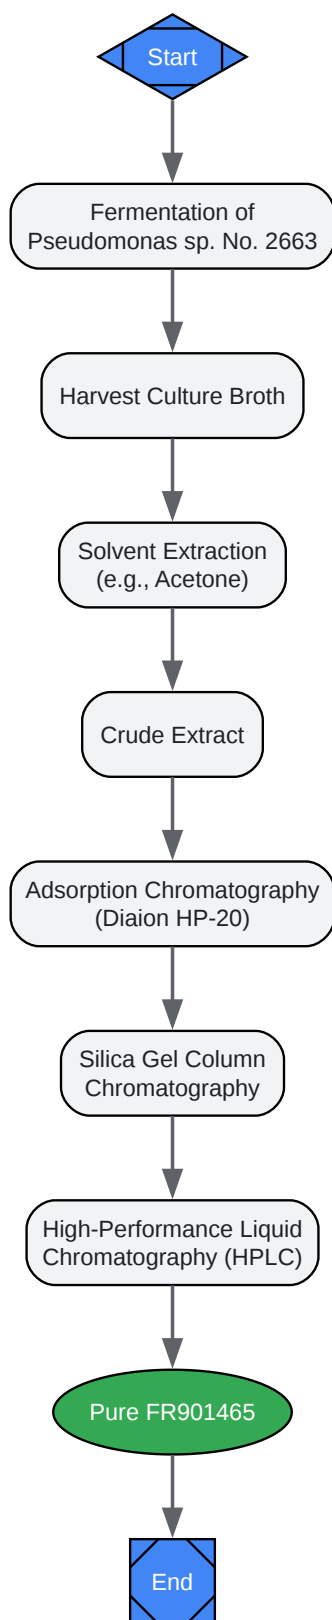 Start
Fermentation of
Pseudomonas sp. No. 2663
Harvest Culture Broth
Solvent Extraction
(e.g., Acetone)
Crude Extract
Adsorption Chromatography
(Diaion HP-20)
Silica Gel Column
Chromatography
High-Performance Liquid
Chromatography (HPLC)
Pure FR901465
End